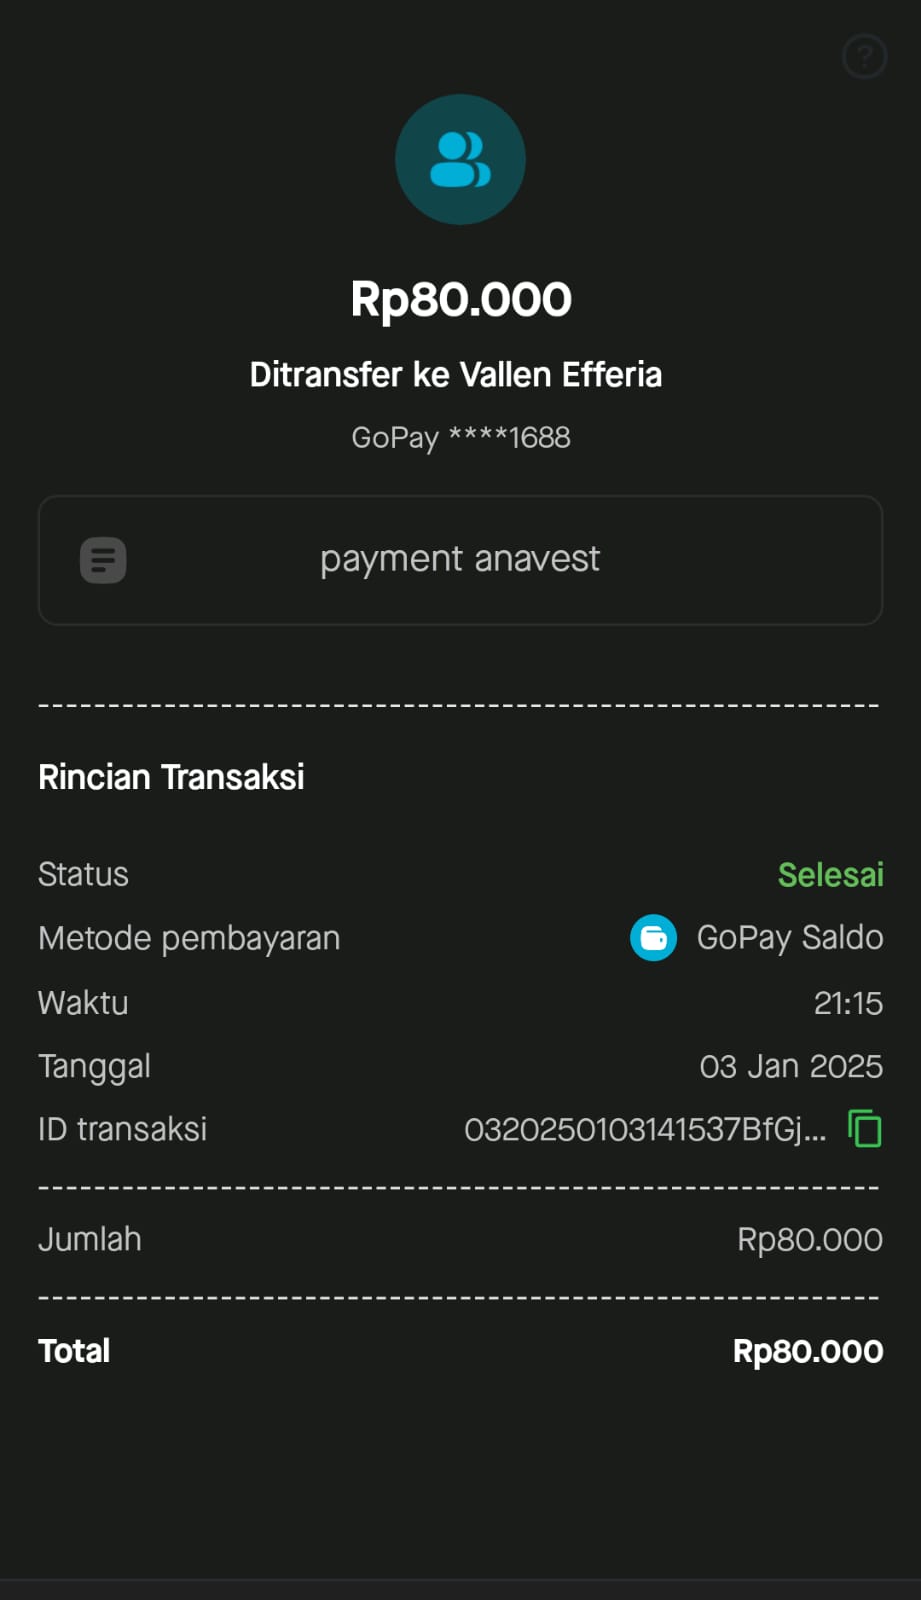 ?
Rp80.000
Ditransfer ke Vallen Efferia
GoPay ****1688
payment anavest
Rincian Transaksi
Status Selesai
Metode pembayaran GoPay Saldo
Waktu 21:15
Tanggal 03 Jan 2025
ID transaksi 0320250103141537BfGj...
Jumlah Rp80.000
Total Rp80.000